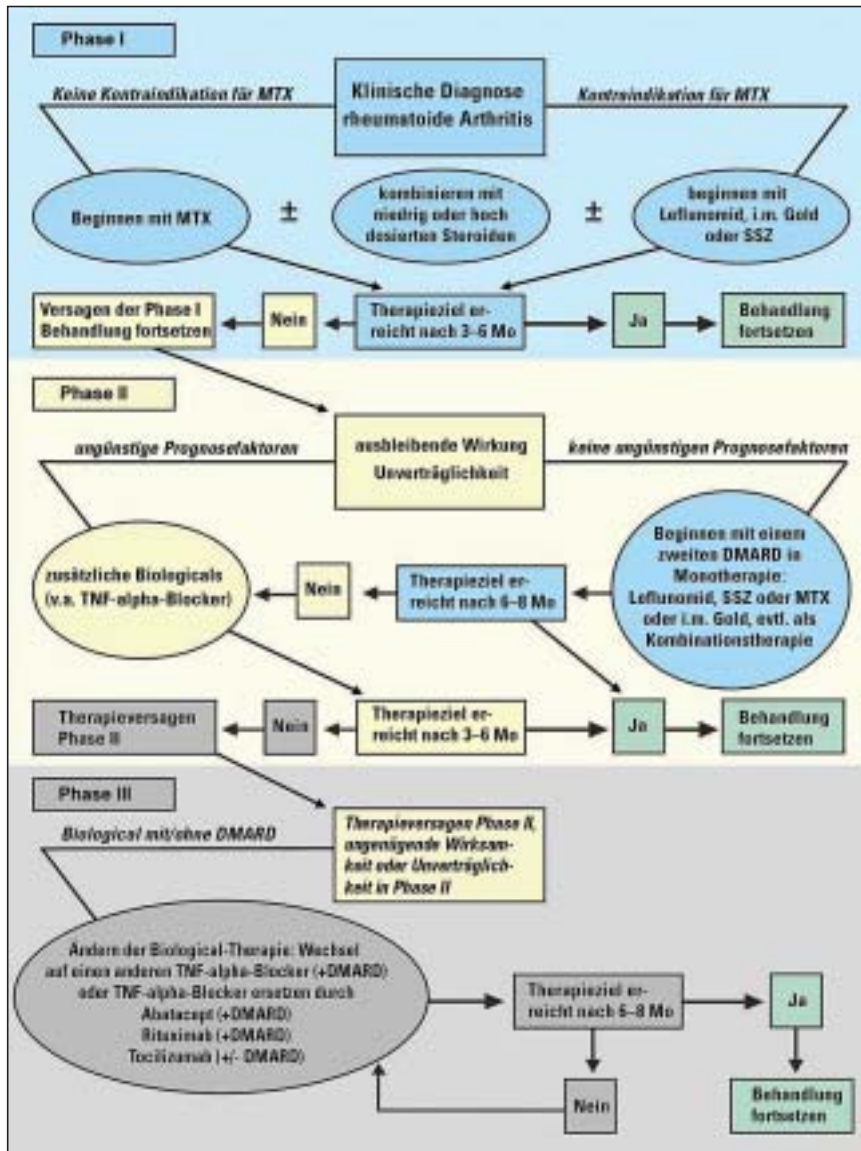 Phase I
Keine Kontraindikation für MTX
Klinische Diagnose
rheumatoide Arthritis
Kontraindikation für MTX
Beginnen mit MTX
±
kombinieren mit
niedrig oder hoch
dosierten Steroiden
±
beginnen mit
Leflunomid, i.m. Gold
oder SSZ
Versagen der Phase I
Behandlung fortsetzen
Nein
Therapieziel er-
reicht nach 3–6 Mo
Ja
Behandlung
fortsetzen
Phase II
ungünstige Prognosefaktoren
ausbleibende Wirkung
Unverträglichkeit
keine ungünstigen Prognosefaktoren
zusätzliche Biologicals
(v.a. TNF-alpha-Blocker)
Nein
Therapieziel er-
reicht nach 6–8 Mo
Beginnen mit einem
zweiten DMARD in
Monotherapie:
Leflunomid, SSZ oder MTX
oder i.m. Gold, evtl. als
Kombinationstherapie
Therapieversagen
Phase II
Nein
Therapieziel er-
reicht nach 3–6 Mo
Ja
Behandlung
fortsetzen
Phase III
Biological mit/ohne DMARD
Therapieversagen Phase II,
ungenügende Wirksam-
keit oder Unverträglich-
keit in Phase II
Ändern der Biological-Therapie: Wechsel
auf einen anderen TNF-alpha-Blocker (+DMARD)
oder TNF-alpha-Blocker ersetzen durch
Abatacept (+DMARD)
Rituximab (+DMARD)
Tocilizumab (+/- DMARD)
Therapieziel er-
reicht nach 6–8 Mo
Ja
Nein
Behandlung
fortsetzen